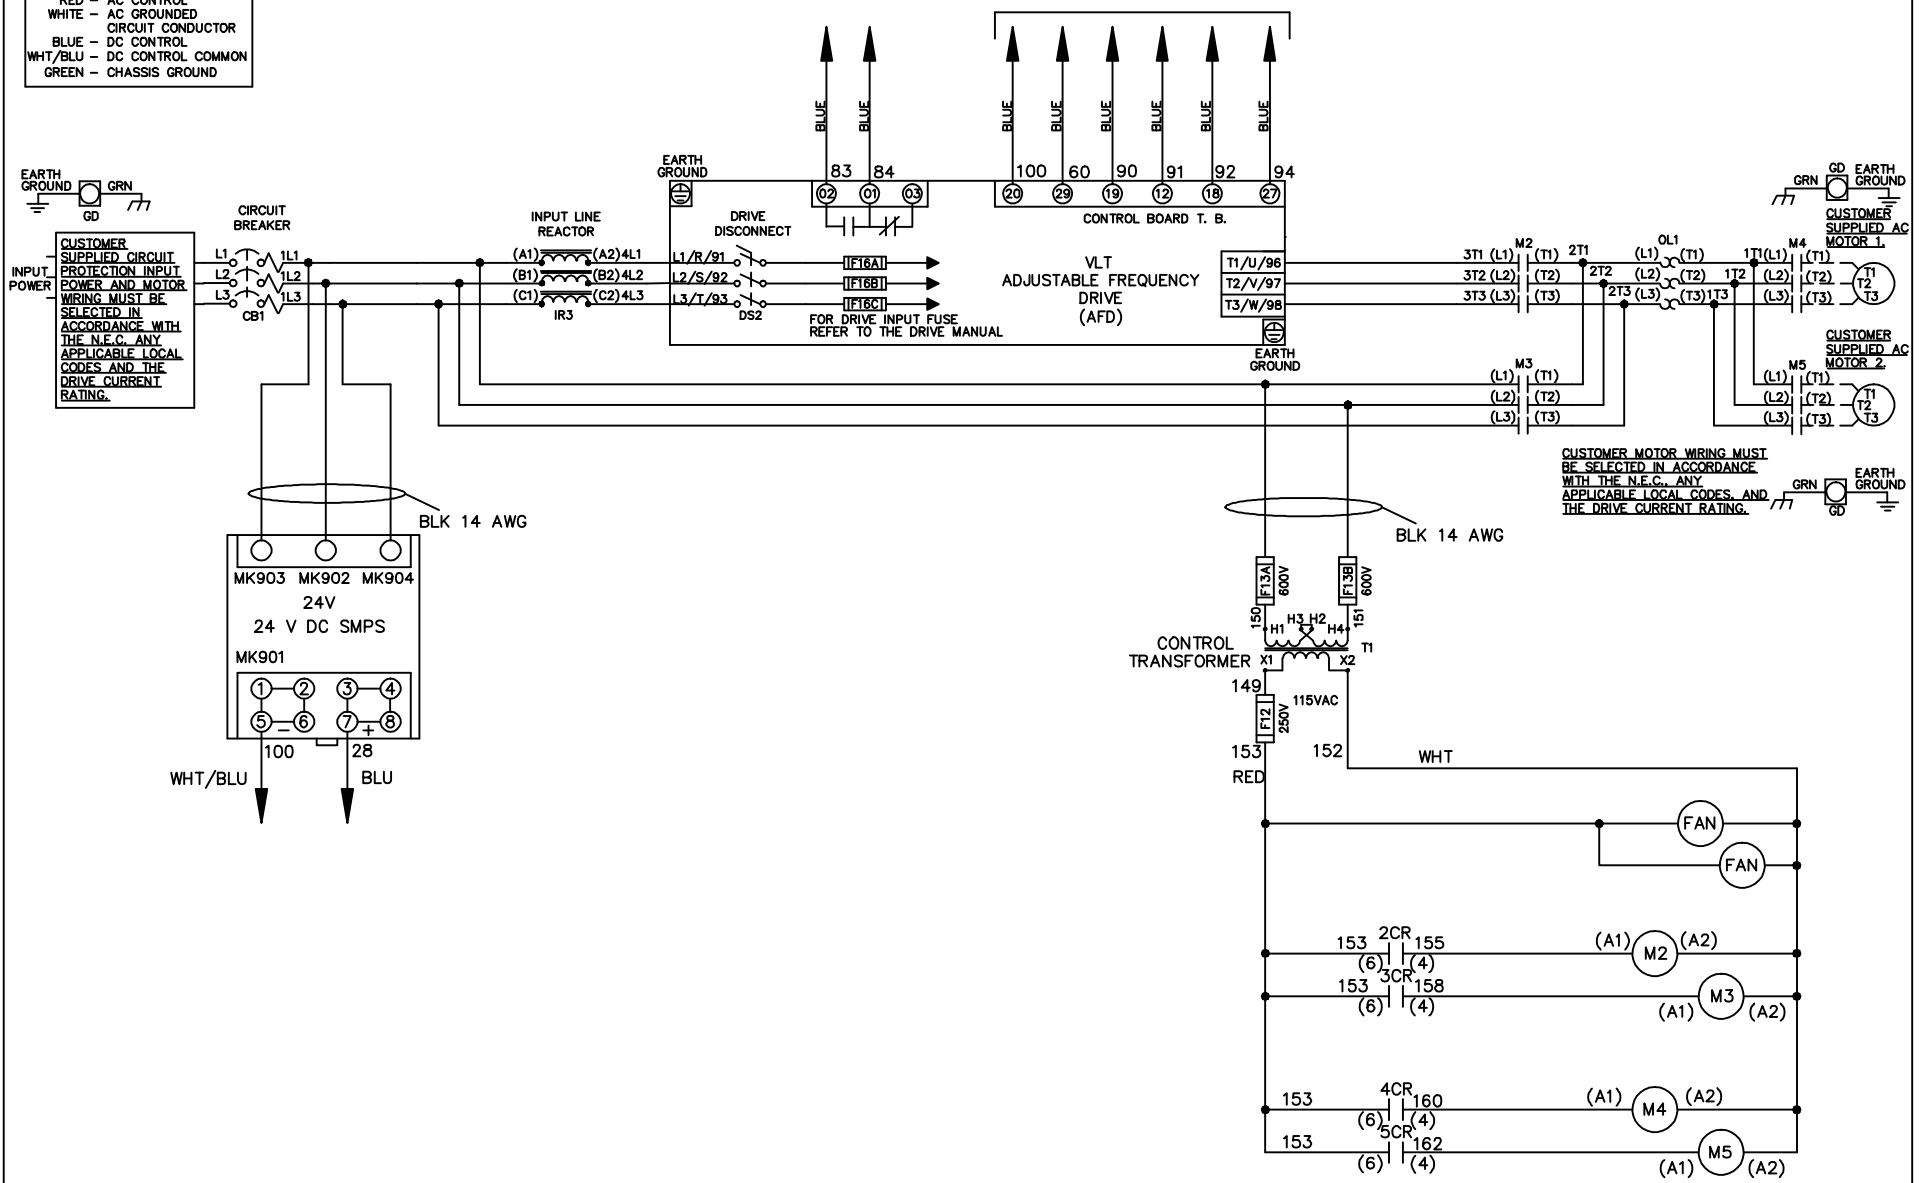 RED – AC CONTROL
WHITE – AC GROUNDED
CIRCUIT CONDUCTOR
BLUE – DC CONTROL
WHT/BLU – DC CONTROL COMMON
GREEN – CHASSIS GROUND
BLUE
BLUE
BLUE
BLUE
BLUE
BLUE
BLUE
BLUE
EARTH
GROUND
GRN
GD
CIRCUIT
BREAKER
INPUT
POWER
CUSTOMER
SUPPLIED CIRCUIT
PROTECTION INPUT
POWER AND MOTOR
WIRING MUST BE
SELECTED IN
ACCORDANCE WITH
THE N.E.C. ANY
APPLICABLE LOCAL
CODES AND THE
DRIVE CURRENT
RATING.
L1 1L1
L2 1L2
L3 1L3
CB1
INPUT LINE
REACTOR
(A1) (A2) 4L1
(B1) (B2) 4L2
(C1) (C2) 4L3
IR3
EARTH
GROUND
DRIVE
DISCONNECT
L1/R/91
L2/S/92
L3/T/93
DS2
83 84
02 01 03
F16A
F16B
F16C
FOR DRIVE INPUT FUSE
REFER TO THE DRIVE MANUAL
100 60 90 91 92 94
20 29 19 12 18 27
CONTROL BOARD T. B.
VLT
ADJUSTABLE FREQUENCY
DRIVE
(AFD)
T1/U/96
T2/V/97
T3/W/98
EARTH
GROUND
M2
3T1 (L1) (T1) 2T1
3T2 (L2) (T2) 2T2
3T3 (L3) (T3) 2T3
OL1
(L1) (T1) 1T1
(L2) (T2) 1T2
(L3) (T3) 1T3
M4
(L1) (T1)
(L2) (T2)
(L3) (T3)
T1
T2
T3
GD
GRN
EARTH
GROUND
CUSTOMER
SUPPLIED AC
MOTOR 1.
M3
(L1) (T1)
(L2) (T2)
(L3) (T3)
CUSTOMER
SUPPLIED AC
MOTOR 2.
M5
(L1) (T1)
(L2) (T2)
(L3) (T3)
T1
T2
T3
CUSTOMER MOTOR WIRING MUST
BE SELECTED IN ACCORDANCE
WITH THE N.E.C., ANY
APPLICABLE LOCAL CODES, AND
THE DRIVE CURRENT RATING.
GRN
GD
EARTH
GROUND
BLK 14 AWG
MK903 MK902 MK904
24V
24 V DC SMPS
MK901
1 2 3 4
5 – 6 7 + 8
100 28
WHT/BLU BLU
BLK 14 AWG
F13A
600V
F13B
600V
150
151
H1 H3 H2 H4
T1
CONTROL
TRANSFORMER
X1 X2
149
115VAC
F12
250V
153
RED
152
WHT
FAN
FAN
153 2CR 155 (A1) M2 (A2)
(6) (4)
153 3CR 158 M3
(6) (4) (A1) (A2)
153 4CR 160 (A1) M4 (A2)
(6) (4)
153 5CR 162 M5
(6) (4) (A1) (A2)